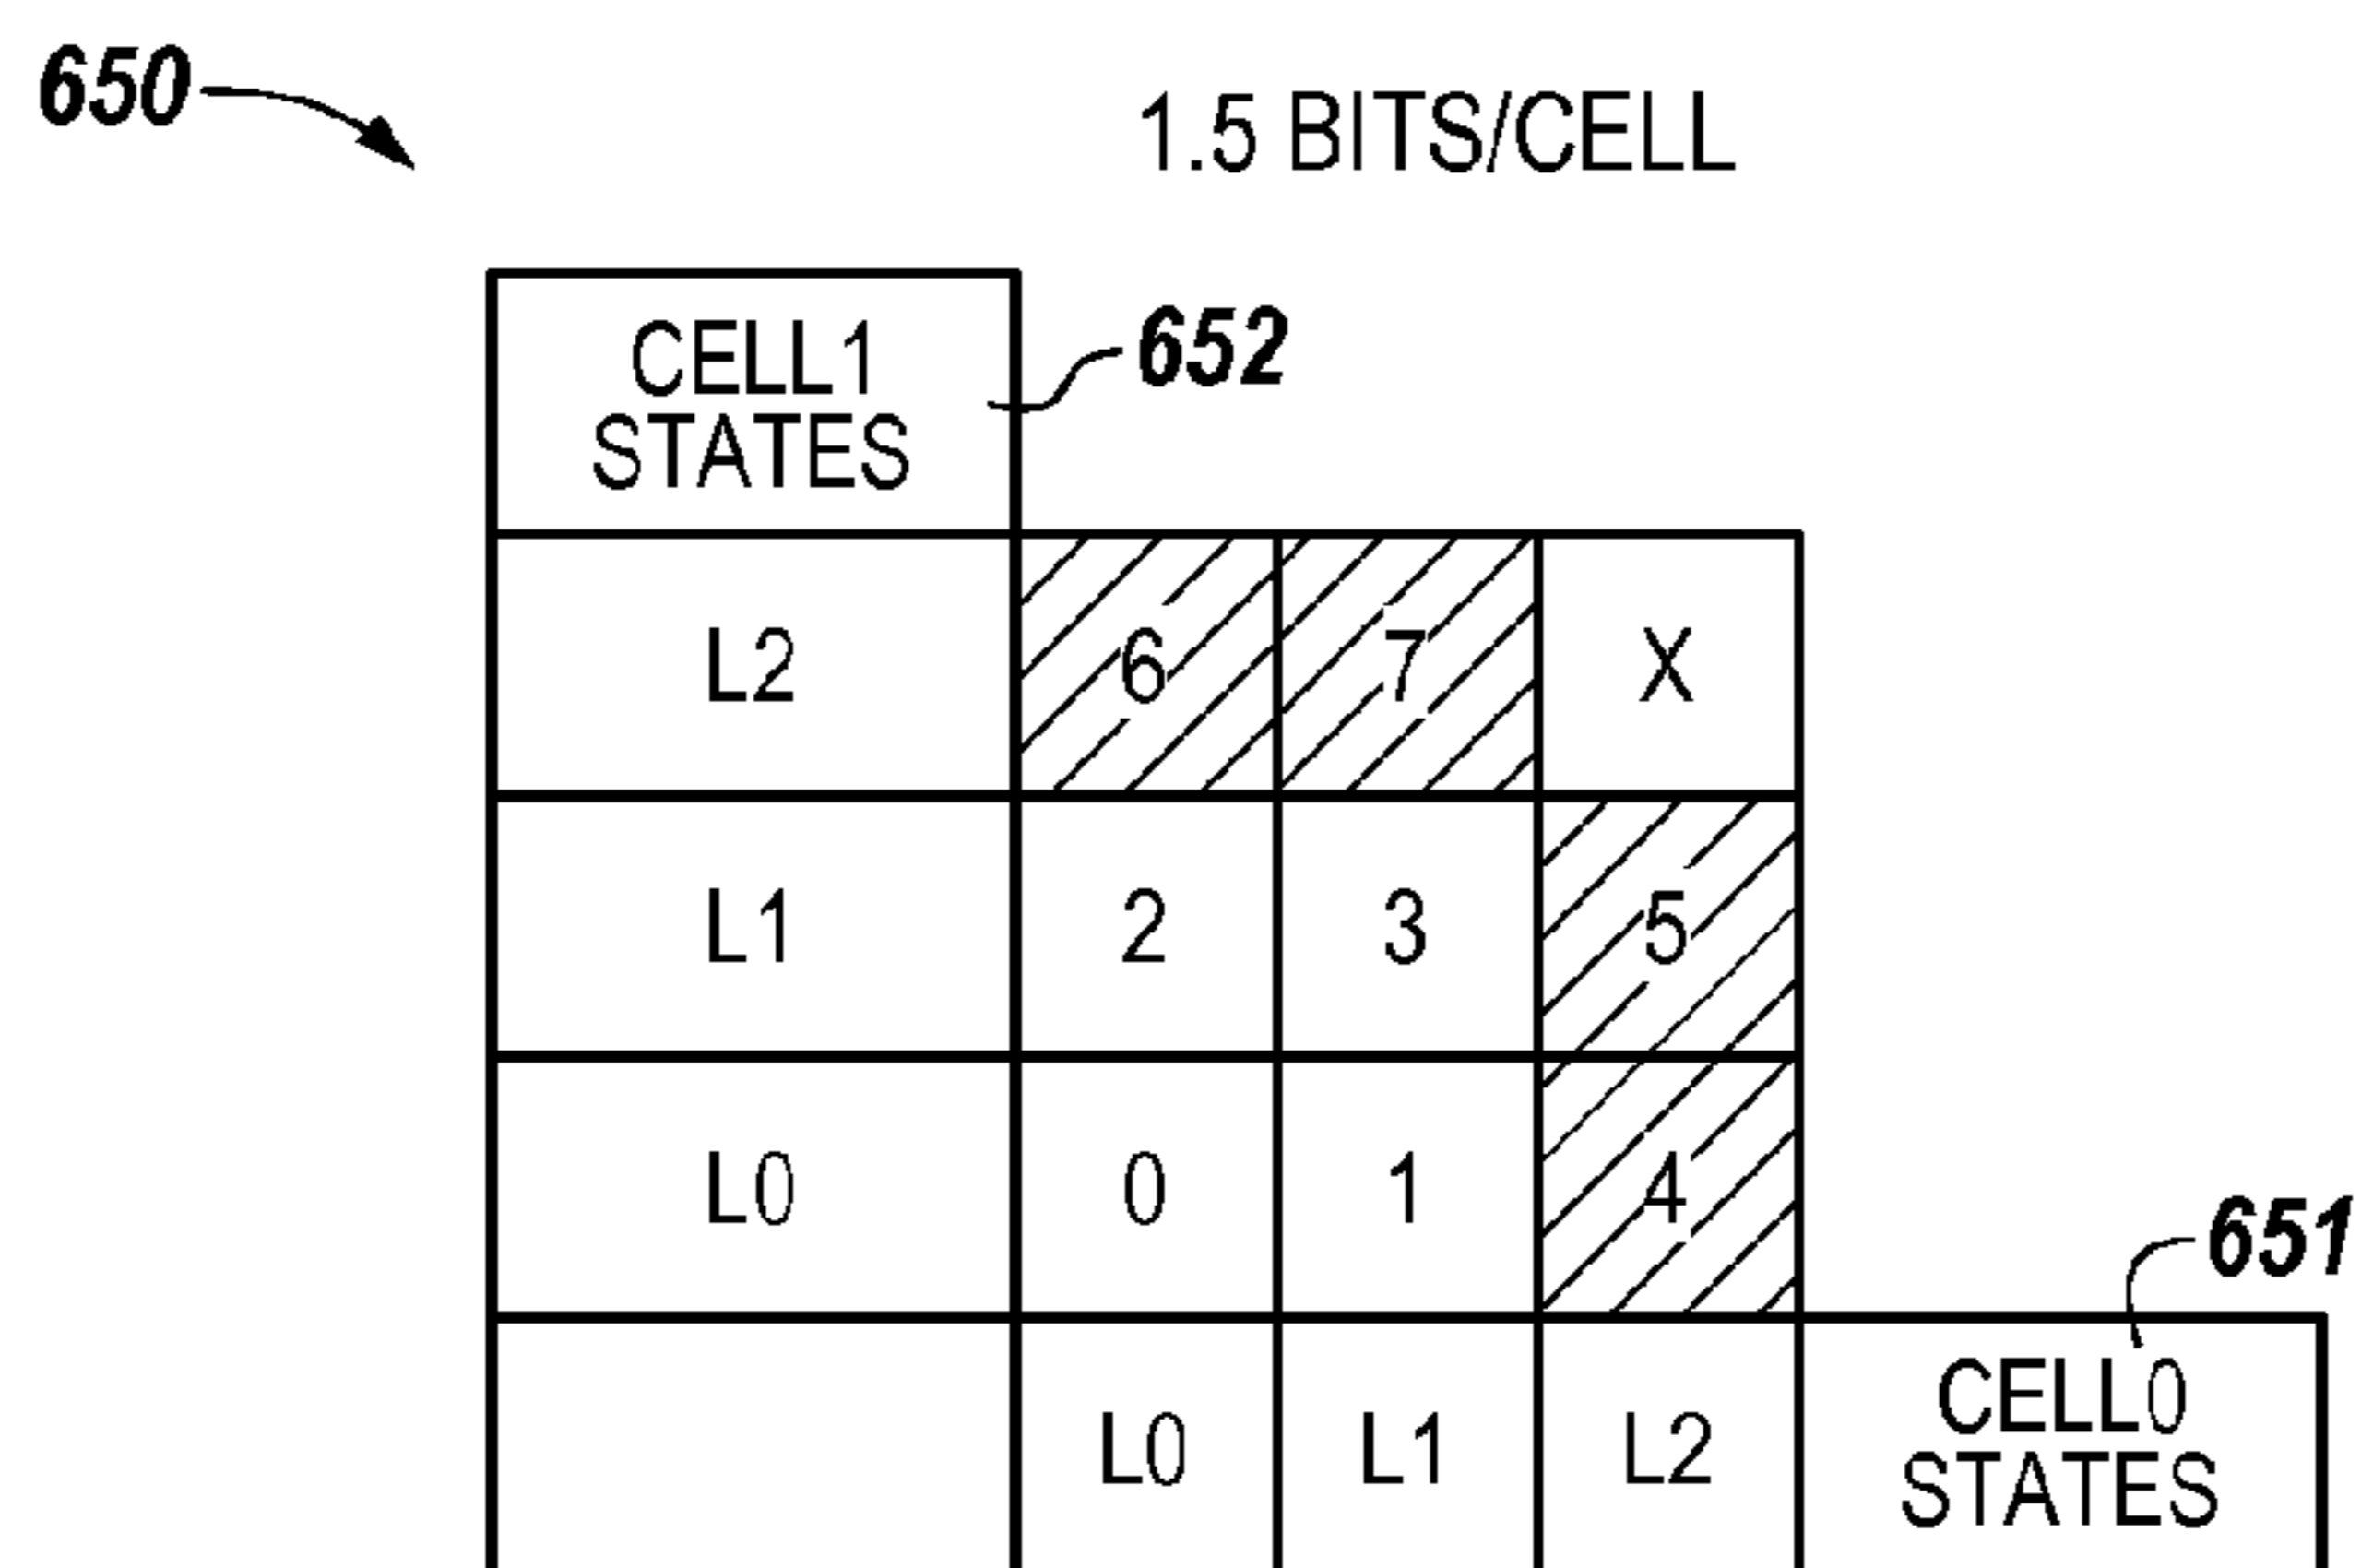 650
1.5 BITS/CELL
CELL1
STATES
652
L2 6 7 X
L1 2 3 5
L0 0 1 4
651
L0 L1 L2 CELL0
STATES